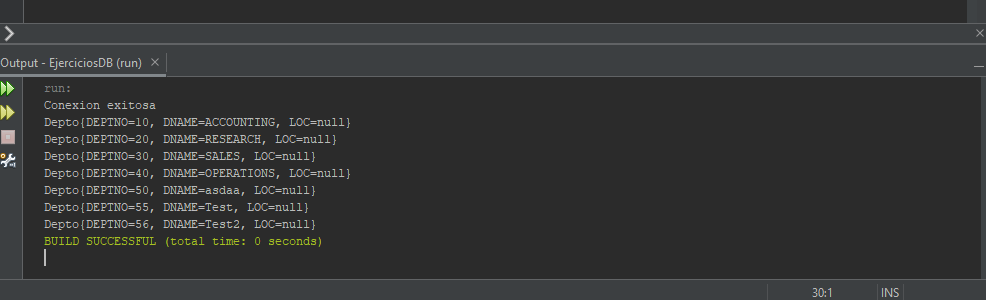 Output - EjerciciosDB (run)
run:
Conexion exitosa
Depto{DEPTNO=10, DNAME=ACCOUNTING, LOC=null}
Depto{DEPTNO=20, DNAME=RESEARCH, LOC=null}
Depto{DEPTNO=30, DNAME=SALES, LOC=null}
Depto{DEPTNO=40, DNAME=OPERATIONS, LOC=null}
Depto{DEPTNO=50, DNAME=asdaa, LOC=null}
Depto{DEPTNO=55, DNAME=Test, LOC=null}
Depto{DEPTNO=56, DNAME=Test2, LOC=null}
BUILD SUCCESSFUL (total time: 0 seconds)
30:1 INS